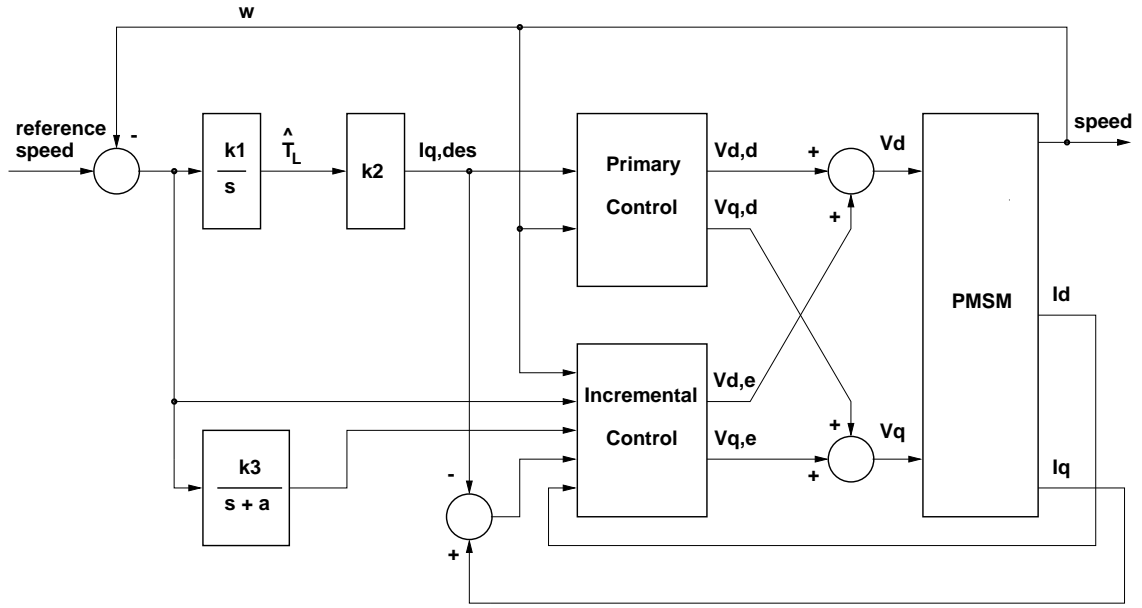 w
reference
speed
-
k1
s
^
T_L
k2
Iq,des
Primary
Control
Vd,d
Vq,d
+
+
Vd
PMSM
speed
Id
Iq
Incremental
Control
Vd,e
Vq,e
+
+
Vq
k3
s + a
-
+